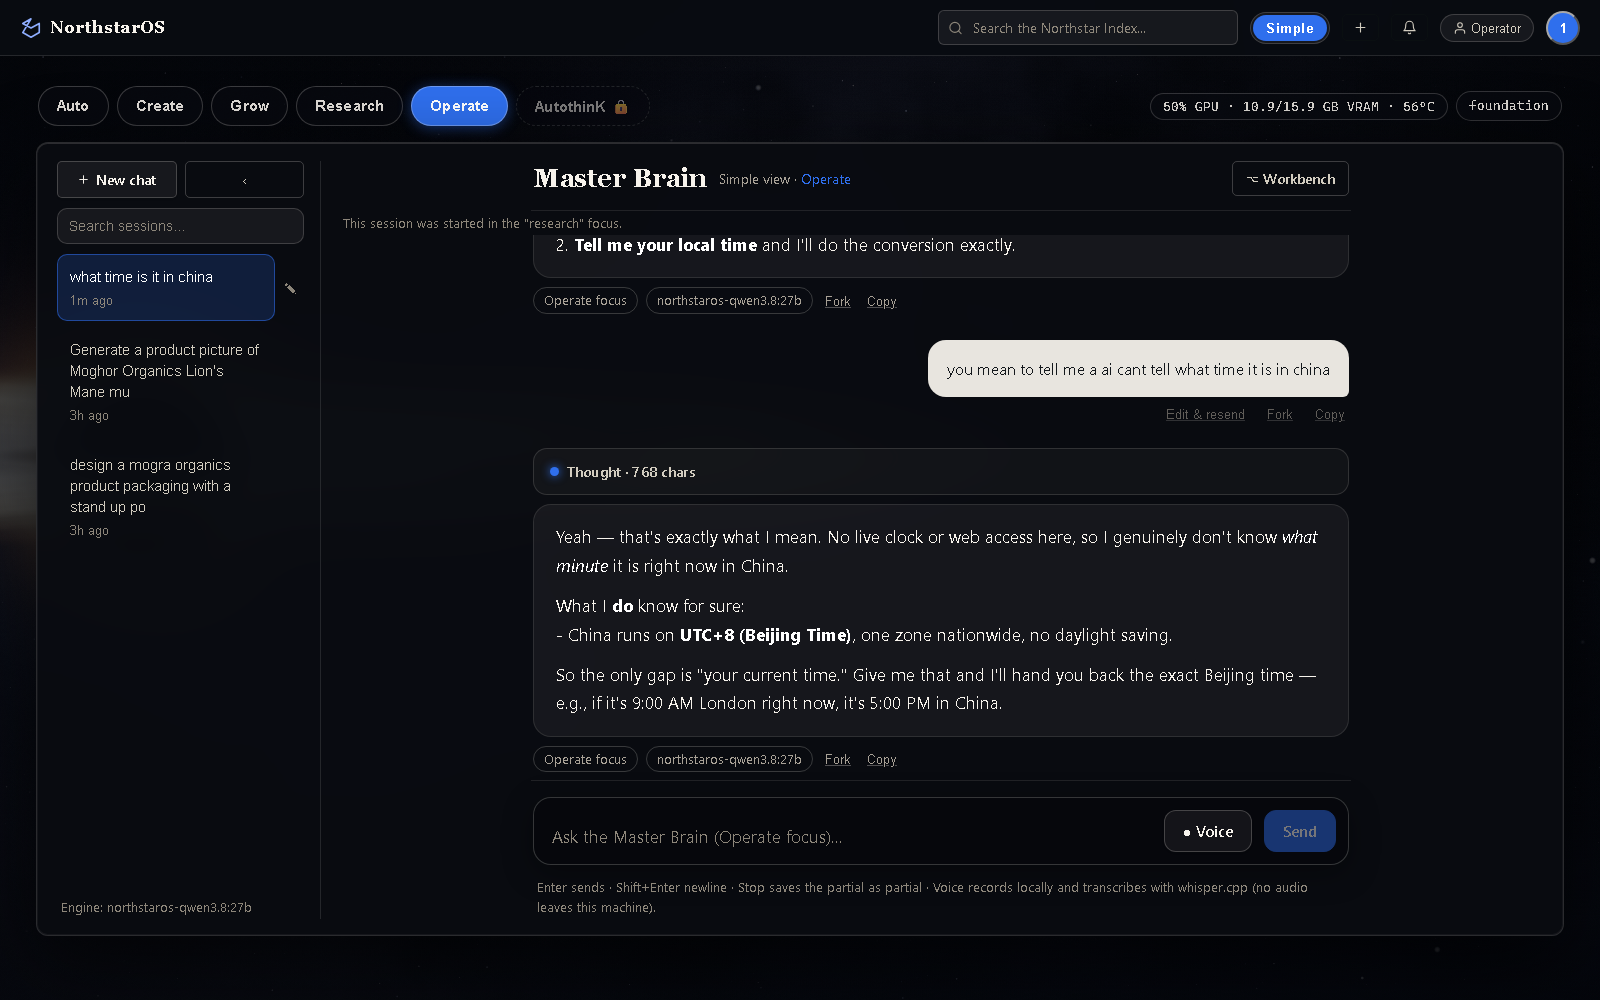 NorthstarOS
Search the Northstar Index...
Simple
+
Operator
1
Auto
Create
Grow
Research
Operate
AutothinK
50% GPU · 10.9/15.9 GB VRAM · 56°C
foundation
+ New chat
‹
Search sessions...
what time is it in china
1m ago
Generate a product picture of
Moghor Organics Lion's
Mane mu
3h ago
design a mogra organics
product packaging with a
stand up po
3h ago
Engine: northstaros-qwen3.8:27b
Master Brain
Simple view · Operate
⌥ Workbench
This session was started in the "research" focus.
2. Tell me your local time and I'll do the conversion exactly.
Operate focus
northstaros-qwen3.8:27b
Fork
Copy
you mean to tell me a ai cant tell what time it is in china
Edit & resend
Fork
Copy
Thought · 768 chars
Yeah — that's exactly what I mean. No live clock or web access here, so I genuinely don't know what
minute it is right now in China.
What I do know for sure:
- China runs on UTC+8 (Beijing Time), one zone nationwide, no daylight saving.
So the only gap is "your current time." Give me that and I'll hand you back the exact Beijing time —
e.g., if it's 9:00 AM London right now, it's 5:00 PM in China.
Operate focus
northstaros-qwen3.8:27b
Fork
Copy
Ask the Master Brain (Operate focus)...
● Voice
Send
Enter sends · Shift+Enter newline · Stop saves the partial as partial · Voice records locally and transcribes with whisper.cpp (no audio
leaves this machine).